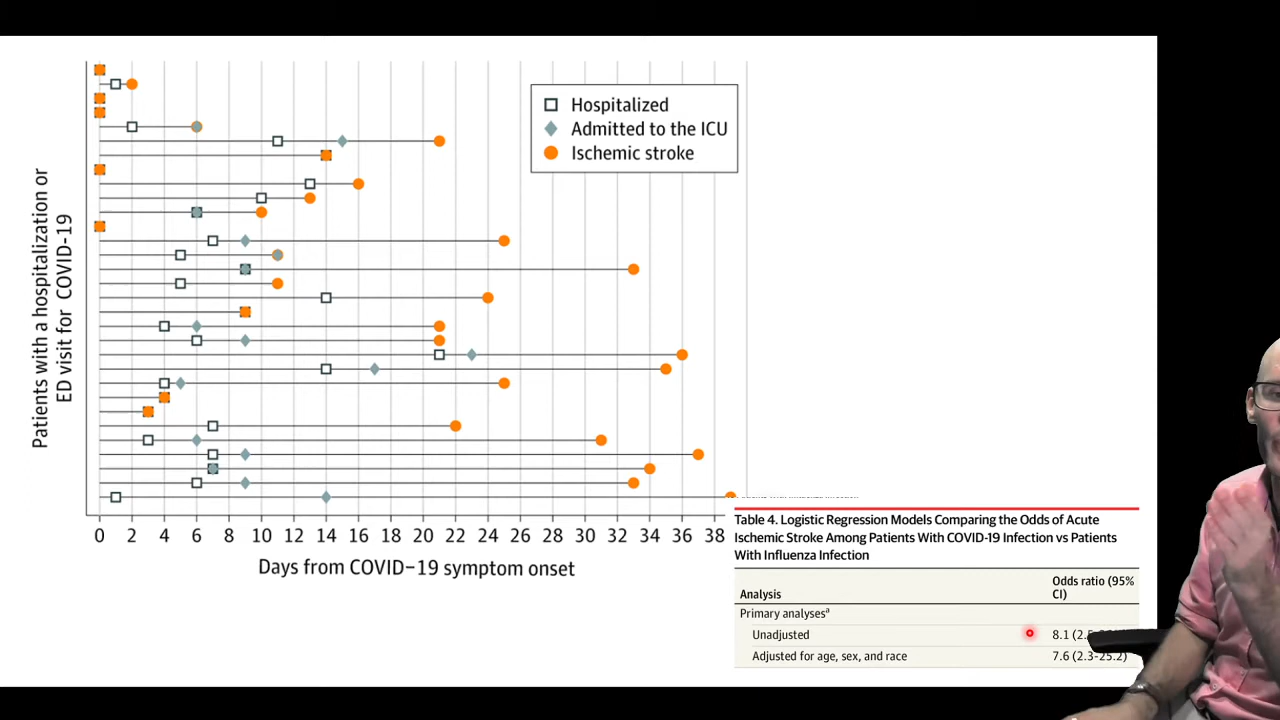 Hospitalized
Admitted to the ICU
Ischemic stroke
Patients with a hospitalization or
ED visit for COVID-19
0 2 4 6 8 10 12 14 16 18 20 22 24 26 28 30 32 34 36 38
Days from COVID-19 symptom onset
Table 4. Logistic Regression Models Comparing the Odds of Acute
Ischemic Stroke Among Patients With COVID-19 Infection vs Patients
With Influenza Infection
Analysis
Odds ratio (95%
CI)
Primary analysesa
Unadjusted 8.1
Adjusted for age, sex, and race 7.6 (2.3-25.2)